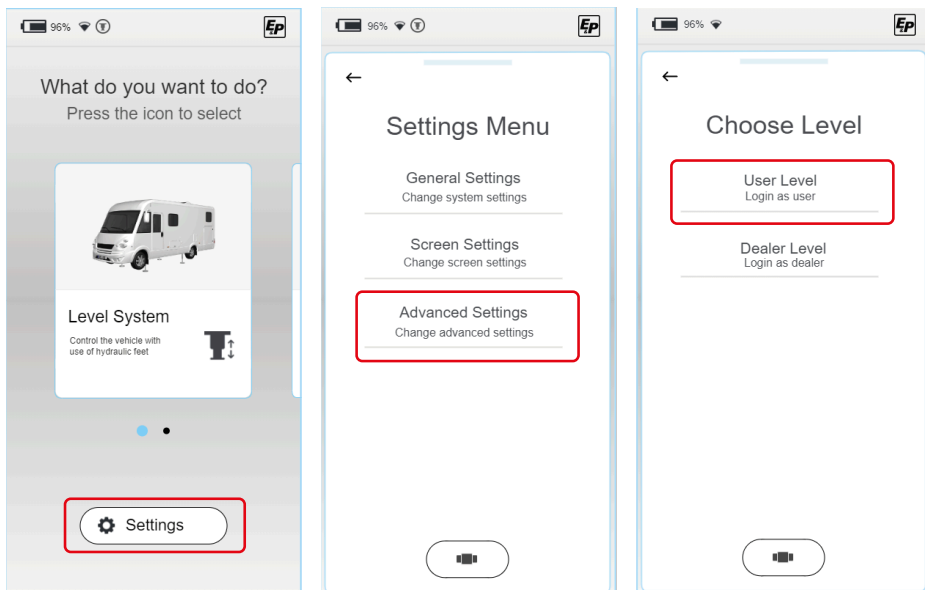 96%
EP
What do you want to do?
Press the icon to select
Level System
Control the vehicle with
use of hydraulic feet
Settings
96%
EP
Settings Menu
General Settings
Change system settings
Screen Settings
Change screen settings
Advanced Settings
Change advanced settings
96%
EP
Choose Level
User Level
Login as user
Dealer Level
Login as dealer